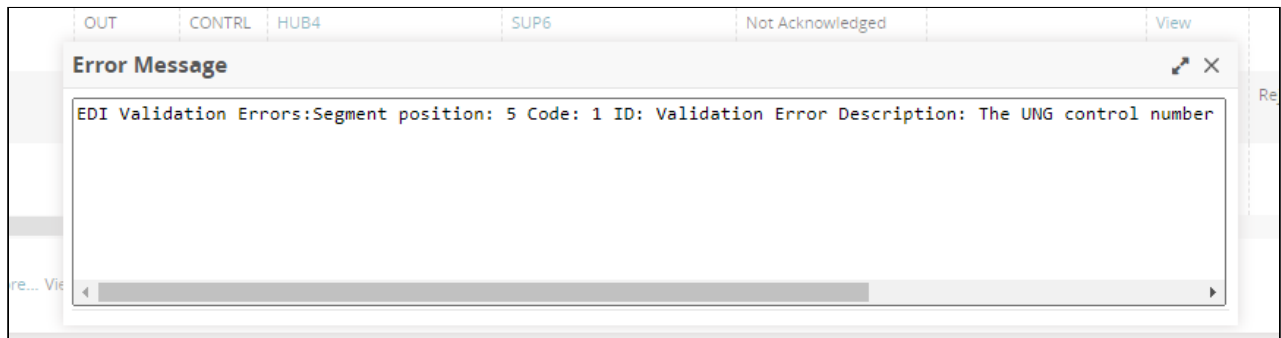 OUT CONTRL HUB4 SUP6 Not Acknowledged View
Error Message
EDI Validation Errors:Segment position: 5 Code: 1 ID: Validation Error Description: The UNG control number